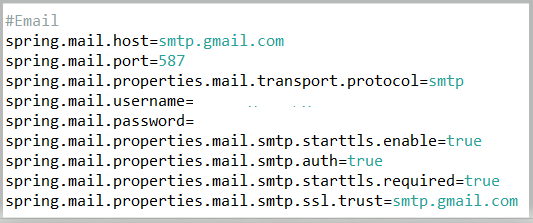 #Email
spring.mail.host=smtp.gmail.com
spring.mail.port=587
spring.mail.properties.mail.transport.protocol=smtp
spring.mail.username=
spring.mail.password=
spring.mail.properties.mail.smtp.starttls.enable=true
spring.mail.properties.mail.smtp.auth=true
spring.mail.properties.mail.smtp.starttls.required=true
spring.mail.properties.mail.smtp.ssl.trust=smtp.gmail.com